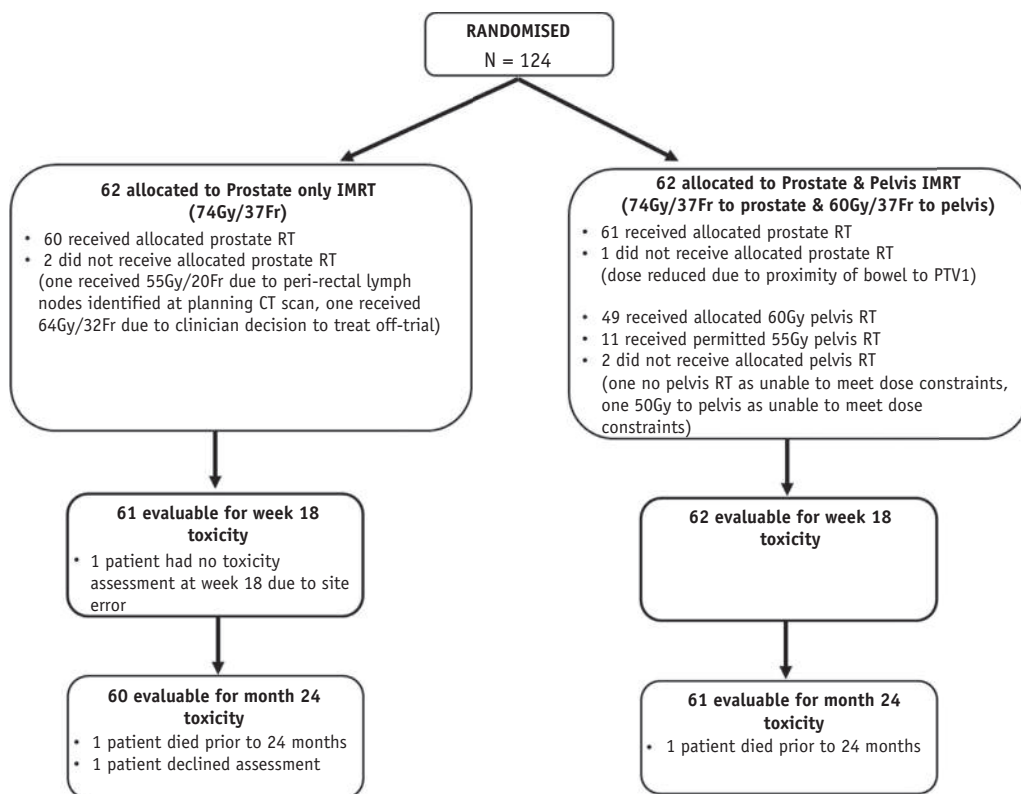 RANDOMISED
N = 124
62 allocated to Prostate only IMRT
(74Gy/37Fr)
• 60 received allocated prostate RT
• 2 did not receive allocated prostate RT
(one received 55Gy/20Fr due to peri-rectal lymph
nodes identified at planning CT scan, one received
64Gy/32Fr due to clinician decision to treat off-trial)
62 allocated to Prostate & Pelvis IMRT
(74Gy/37Fr to prostate & 60Gy/37Fr to pelvis)
• 61 received allocated prostate RT
• 1 did not receive allocated prostate RT
(dose reduced due to proximity of bowel to PTV1)
• 49 received allocated 60Gy pelvis RT
• 11 received permitted 55Gy pelvis RT
• 2 did not receive allocated pelvis RT
(one no pelvis RT as unable to meet dose constraints,
one 50Gy to pelvis as unable to meet dose
constraints)
61 evaluable for week 18
toxicity
• 1 patient had no toxicity
assessment at week 18 due to site
error
62 evaluable for week 18
toxicity
60 evaluable for month 24
toxicity
• 1 patient died prior to 24 months
• 1 patient declined assessment
61 evaluable for month 24
toxicity
• 1 patient died prior to 24 months